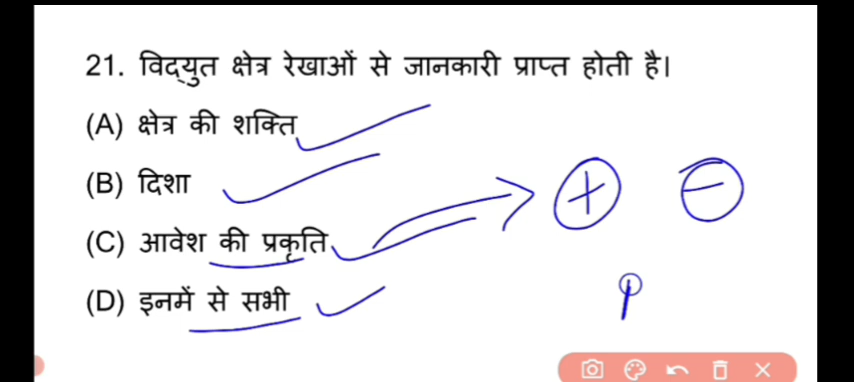 21. विद्युत क्षेत्र रेखाओं से जानकारी प्राप्त होती है।
(A) क्षेत्र की शक्ति
(B) दिशा
(C) आवेश की प्रकृति
(D) इनमें से सभी
+ −